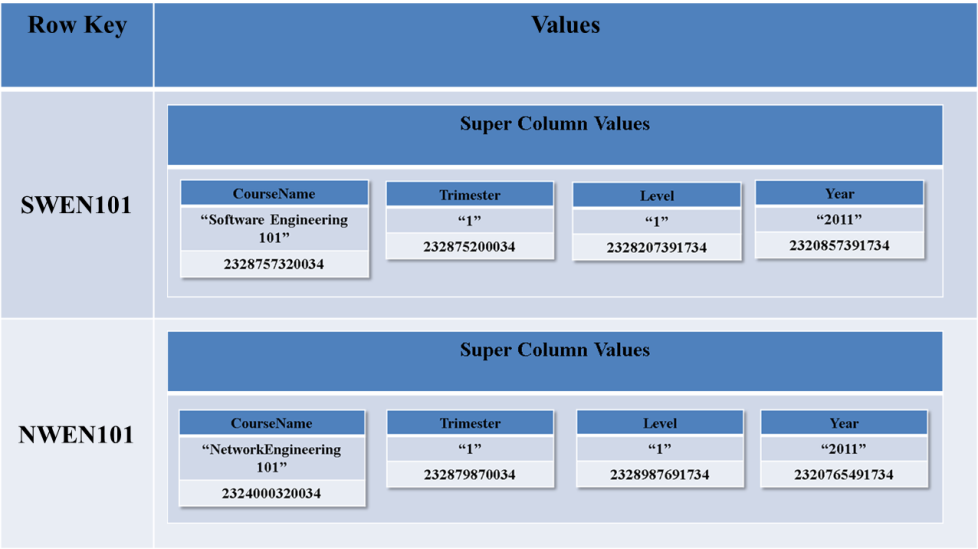 Row Key
Values
Super Column Values
SWEN101
CourseName
“Software Engineering
101”
2328757320034
Trimester
“1”
232875200034
Level
“1”
2328207391734
Year
“2011”
2320857391734
Super Column Values
NWEN101
CourseName
“NetworkEngineering
101”
2324000320034
Trimester
“1”
232879870034
Level
“1”
2328987691734
Year
“2011”
2320765491734